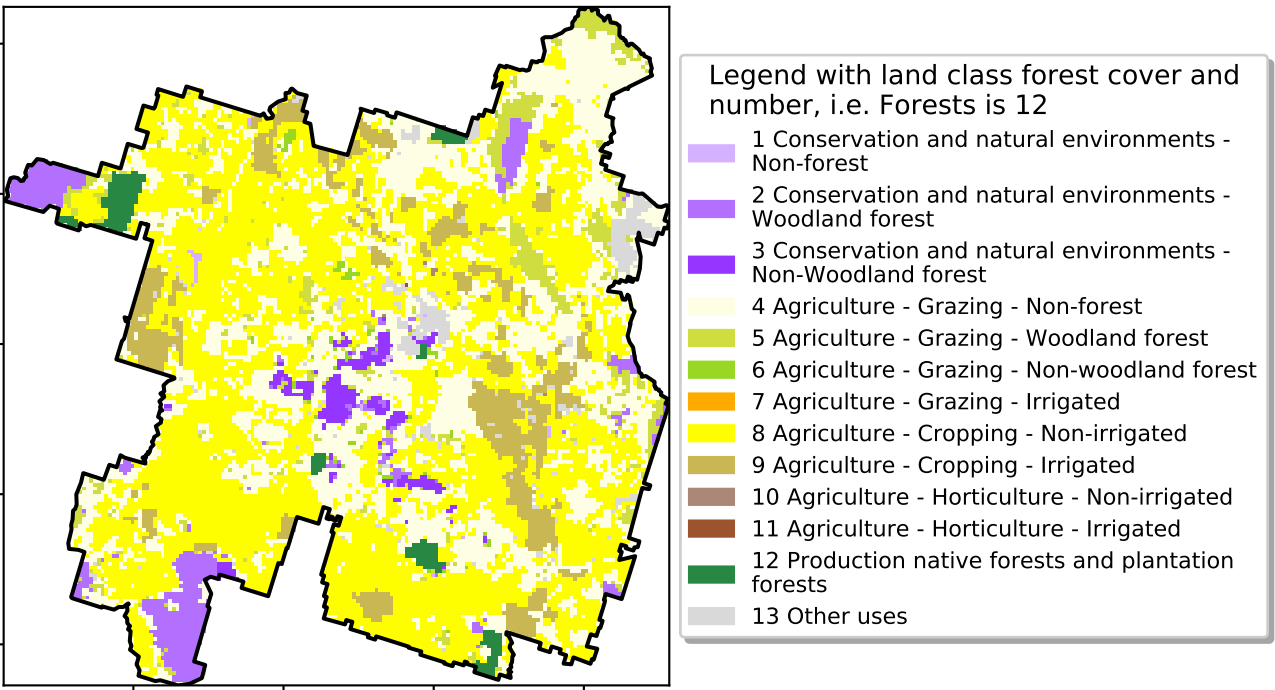 Legend with land class forest cover and
number, i.e. Forests is 12
1 Conservation and natural environments -
Non-forest
2 Conservation and natural environments -
Woodland forest
3 Conservation and natural environments -
Non-Woodland forest
4 Agriculture - Grazing - Non-forest
5 Agriculture - Grazing - Woodland forest
6 Agriculture - Grazing - Non-woodland forest
7 Agriculture - Grazing - Irrigated
8 Agriculture - Cropping - Non-irrigated
9 Agriculture - Cropping - Irrigated
10 Agriculture - Horticulture - Non-irrigated
11 Agriculture - Horticulture - Irrigated
12 Production native forests and plantation
forests
13 Other uses